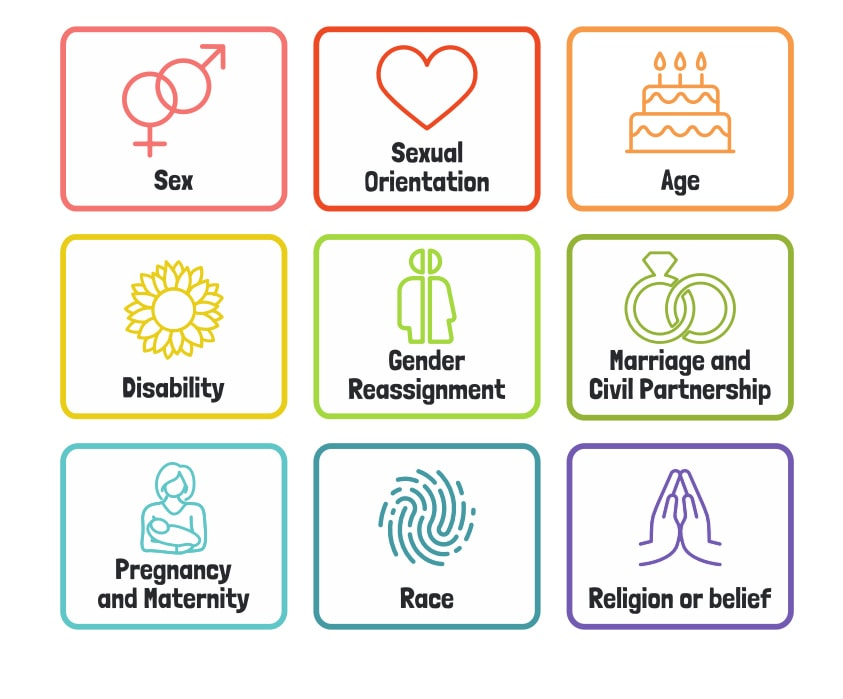 Sex
Sexual
Orientation
Age
Disability
Gender
Reassignment
Marriage and
Civil Partnership
Pregnancy
and Maternity
Race
Religion or belief